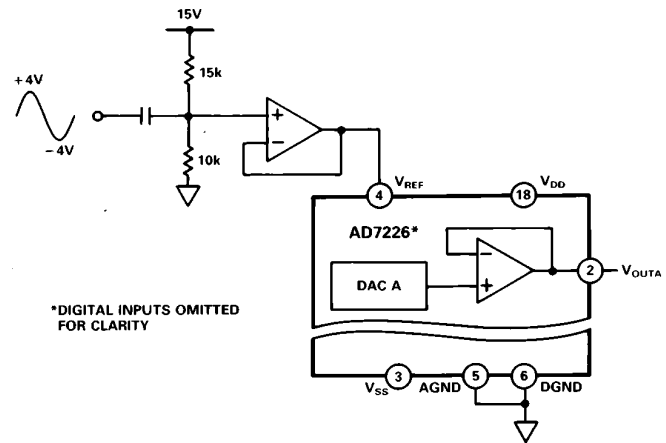 15V
15k
+4V
−4V
10k
+
−
V_REF
V_DD
4
18
AD7226*
−
+
DAC A
2
V_OUTA
*DIGITAL INPUTS OMITTED
FOR CLARITY
V_SS
3
AGND
5
6
DGND